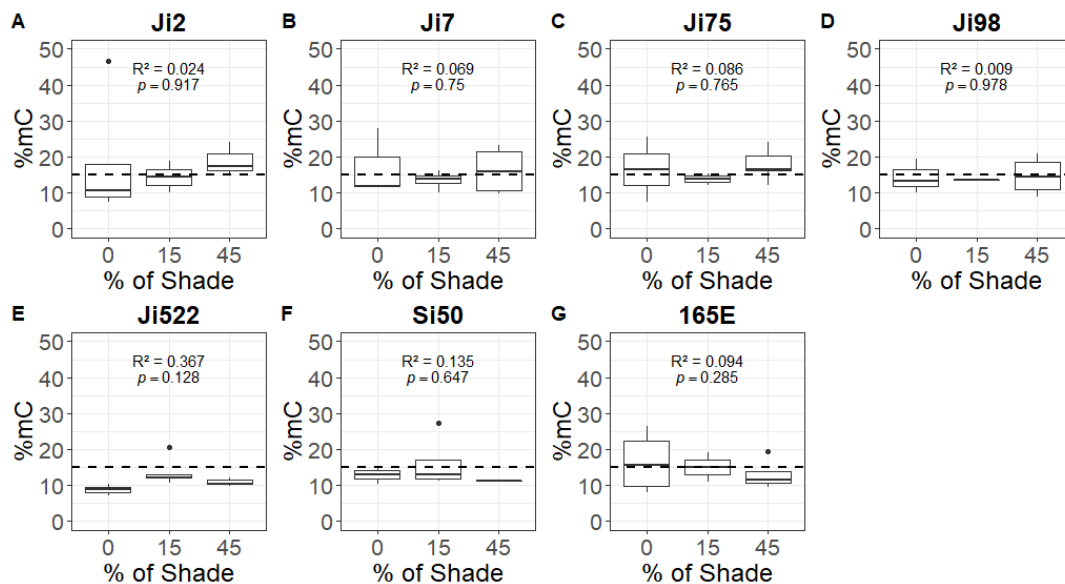 A Ji2
B Ji7
C Ji75
D Ji98
R² = 0.024
p = 0.917
R² = 0.069
p = 0.75
R² = 0.086
p = 0.765
R² = 0.009
p = 0.978
%mC
50
40
30
20
10
0
%mC
50
40
30
20
10
0
%mC
50
40
30
20
10
0
%mC
50
40
30
20
10
0
0 15 45
0 15 45
0 15 45
0 15 45
% of Shade
% of Shade
% of Shade
% of Shade
E Ji522
F Si50
G 165E
R² = 0.367
p = 0.128
R² = 0.135
p = 0.647
R² = 0.094
p = 0.285
%mC
50
40
30
20
10
0
%mC
50
40
30
20
10
0
%mC
50
40
30
20
10
0
0 15 45
0 15 45
0 15 45
% of Shade
% of Shade
% of Shade